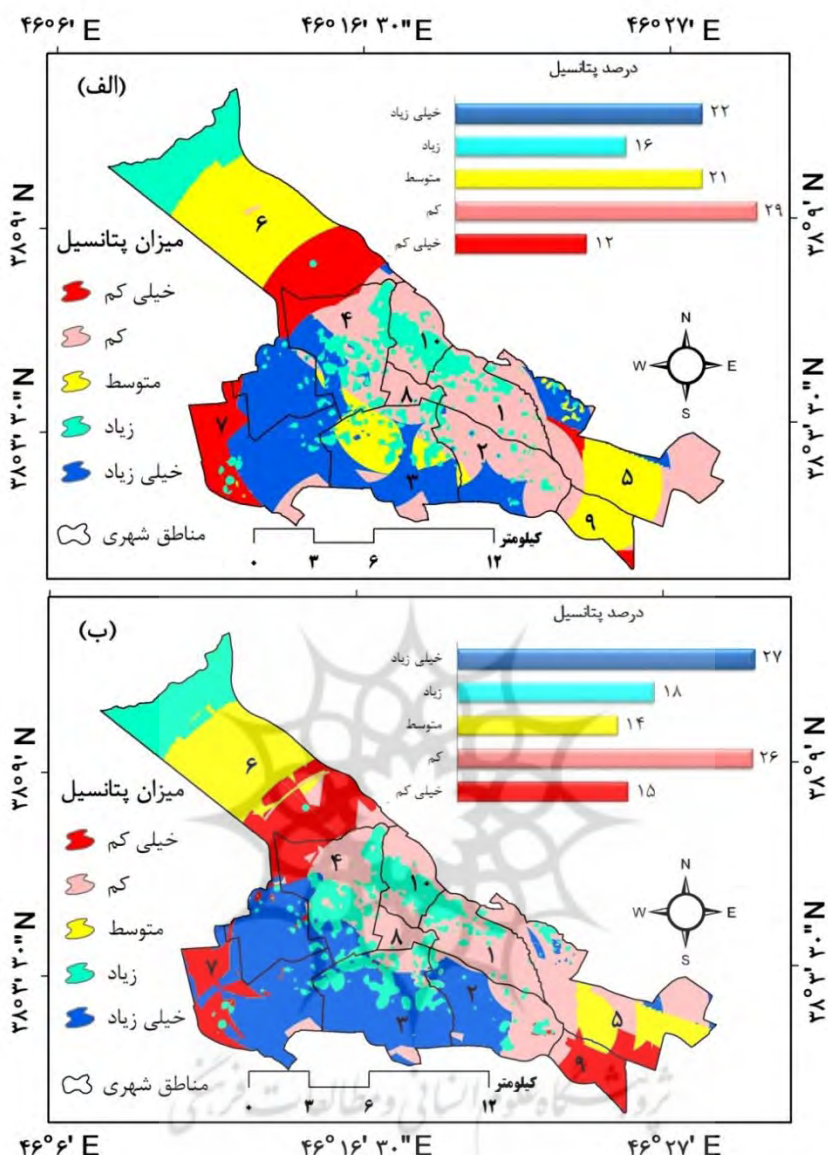 ۴۶°۶' E
۴۶°۱۶' ۳۰" E
۴۶°۲۷' E
(الف)
درصد پتانسیل
خیلی زیاد ۲۲
زیاد ۱۶
متوسط ۲۱
کم ۲۹
خیلی کم ۱۲
۳۸°۹' N
۳۸°۹' N
میزان پتانسیل
خیلی کم
کم
متوسط
زیاد
خیلی زیاد
مناطق شهری
۶
۴
۱۰
۸
۱
۷
۲
۳
۵
۹
N
W
E
S
۳۸°۳' ۳۰" N
۳۸°۳' ۳۰" N
کیلومتر
۰ ۳ ۶ ۱۲
(ب)
درصد پتانسیل
خیلی زیاد ۲۷
زیاد ۱۸
متوسط ۱۴
کم ۲۶
خیلی کم ۱۵
۳۸°۹' N
۳۸°۹' N
میزان پتانسیل
خیلی کم
کم
متوسط
زیاد
خیلی زیاد
مناطق شهری
۶
۴
۱۰
۸
۱
۷
۲
۳
۵
۹
N
W
E
S
۳۸°۳' ۳۰" N
۳۸°۳' ۳۰" N
کیلومتر
۰ ۳ ۶ ۱۲
پژوهشگاه علوم انسانی و مطالعات فرهنگی
۴۶°۶' E
۴۶°۱۶' ۳۰" E
۴۶°۲۷' E